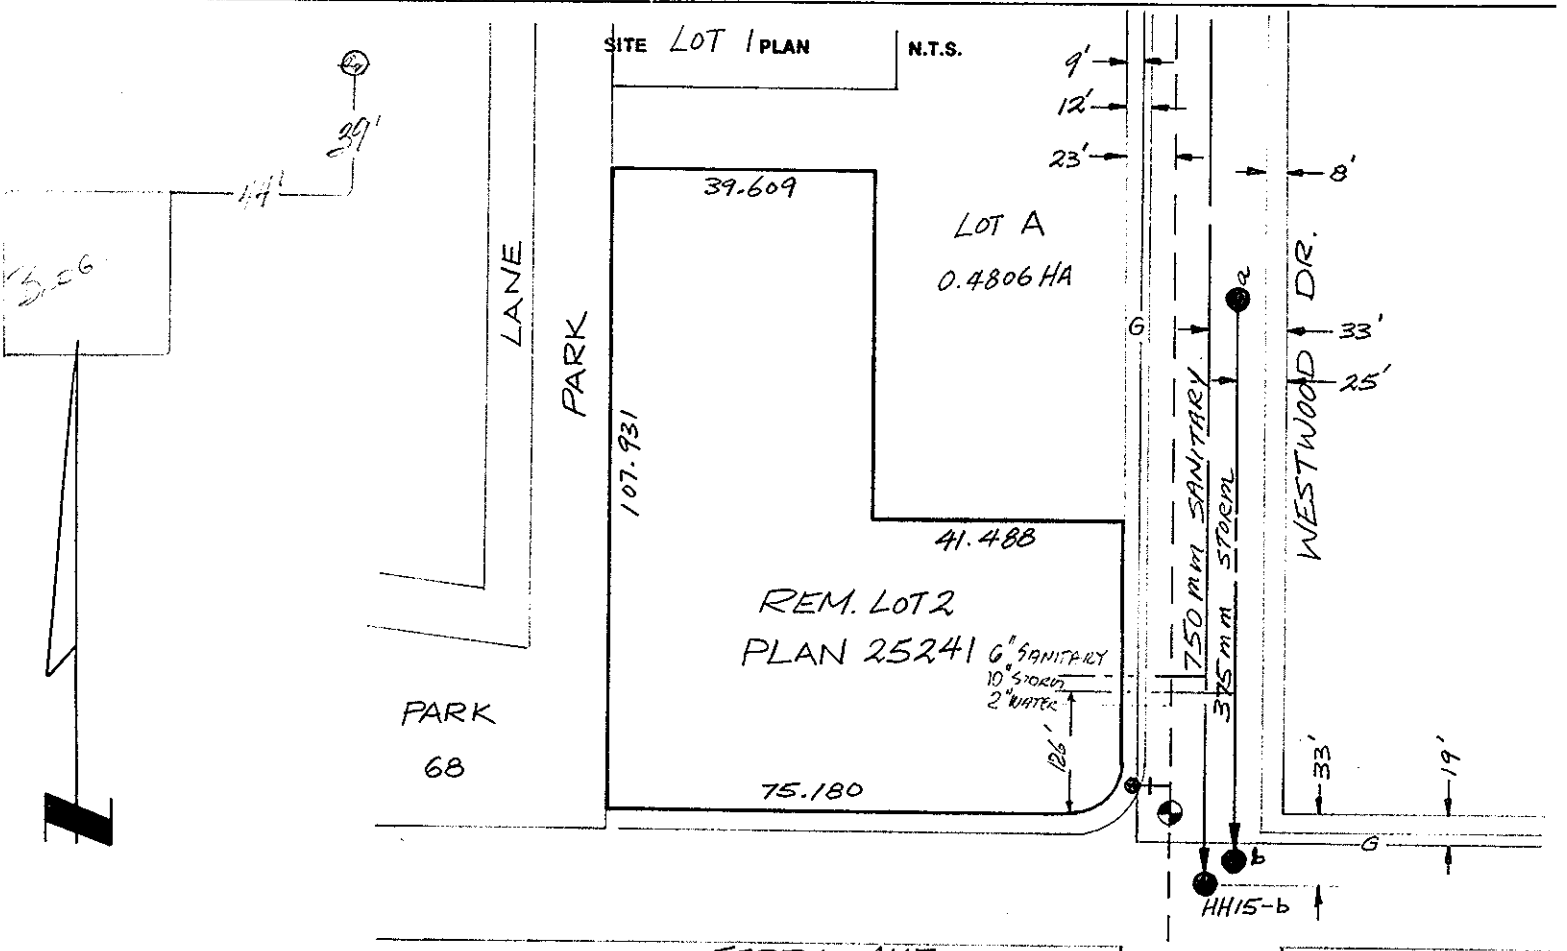 SITE LOT 1 PLAN N.T.S.
9'
12'
23'
8'
39'
44'
39.609
LOT A
0.4806 HA
LANE
PARK
107.931
G
a
33'
25'
WESTWOOD DR.
750 mm SANITARY
375 mm STORM
41.488
REM. LOT 2
PLAN 25241
6" SANITARY
10" STORM
2" WATER
126'
PARK
68
75.180
33'
19'
G
b
HH15-b